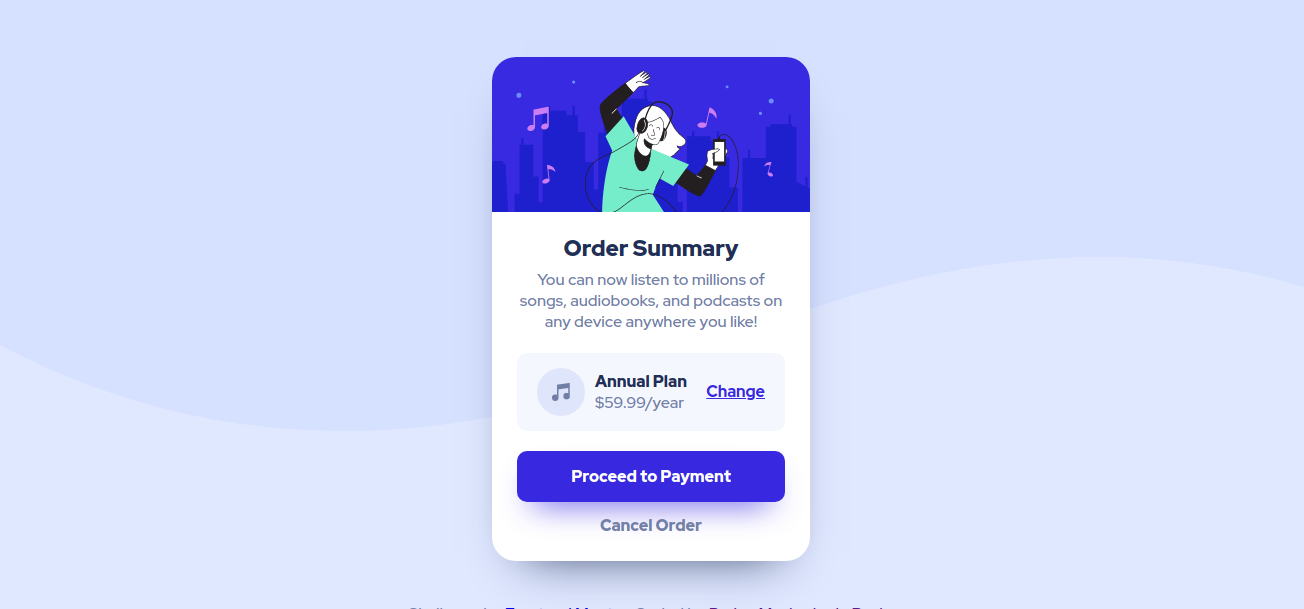 Order Summary
You can now listen to millions of
songs, audiobooks, and podcasts on
any device anywhere you like!
Annual Plan
$59.99/year
Change
Proceed to Payment
Cancel Order